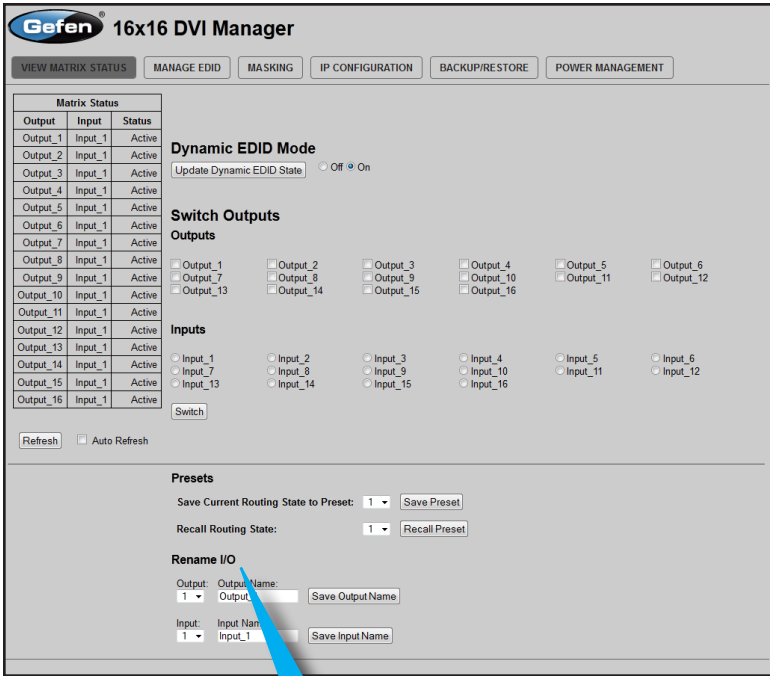 Gefen® 16x16 DVI Manager
VIEW MATRIX STATUS MANAGE EDID MASKING IP CONFIGURATION BACKUP/RESTORE POWER MANAGEMENT
Matrix Status
Output Input Status
Output_1 Input_1 Active
Output_2 Input_1 Active
Output_3 Input_1 Active
Output_4 Input_1 Active
Output_5 Input_1 Active
Output_6 Input_1 Active
Output_7 Input_1 Active
Output_8 Input_1 Active
Output_9 Input_1 Active
Output_10 Input_1 Active
Output_11 Input_1 Active
Output_12 Input_1 Active
Output_13 Input_1 Active
Output_14 Input_1 Active
Output_15 Input_1 Active
Output_16 Input_1 Active
Refresh Auto Refresh
Dynamic EDID Mode
Update Dynamic EDID State Off On
Switch Outputs
Outputs
Output_1 Output_2 Output_3 Output_4 Output_5 Output_6
Output_7 Output_8 Output_9 Output_10 Output_11 Output_12
Output_13 Output_14 Output_15 Output_16
Inputs
Input_1 Input_2 Input_3 Input_4 Input_5 Input_6
Input_7 Input_8 Input_9 Input_10 Input_11 Input_12
Input_13 Input_14 Input_15 Input_16
Switch
Presets
Save Current Routing State to Preset: 1 Save Preset
Recall Routing State: 1 Recall Preset
Rename I/O
Output: Output Name:
1 Output_ Save Output Name
Input: Input Nam
1 Input_1 Save Input Name